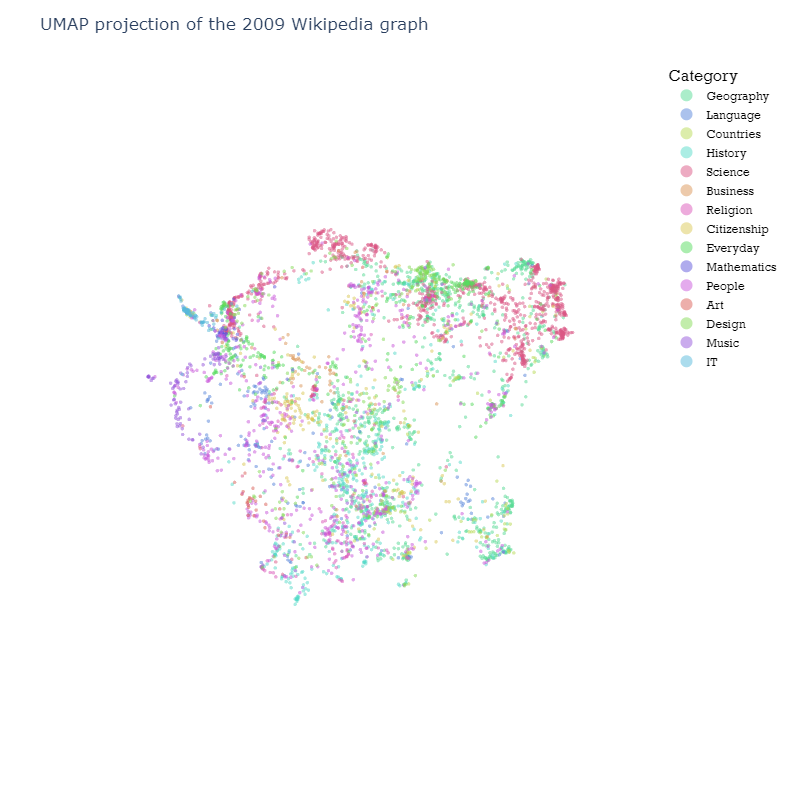 UMAP projection of the 2009 Wikipedia graph
Category
Geography
Language
Countries
History
Science
Business
Religion
Citizenship
Everyday
Mathematics
People
Art
Design
Music
IT